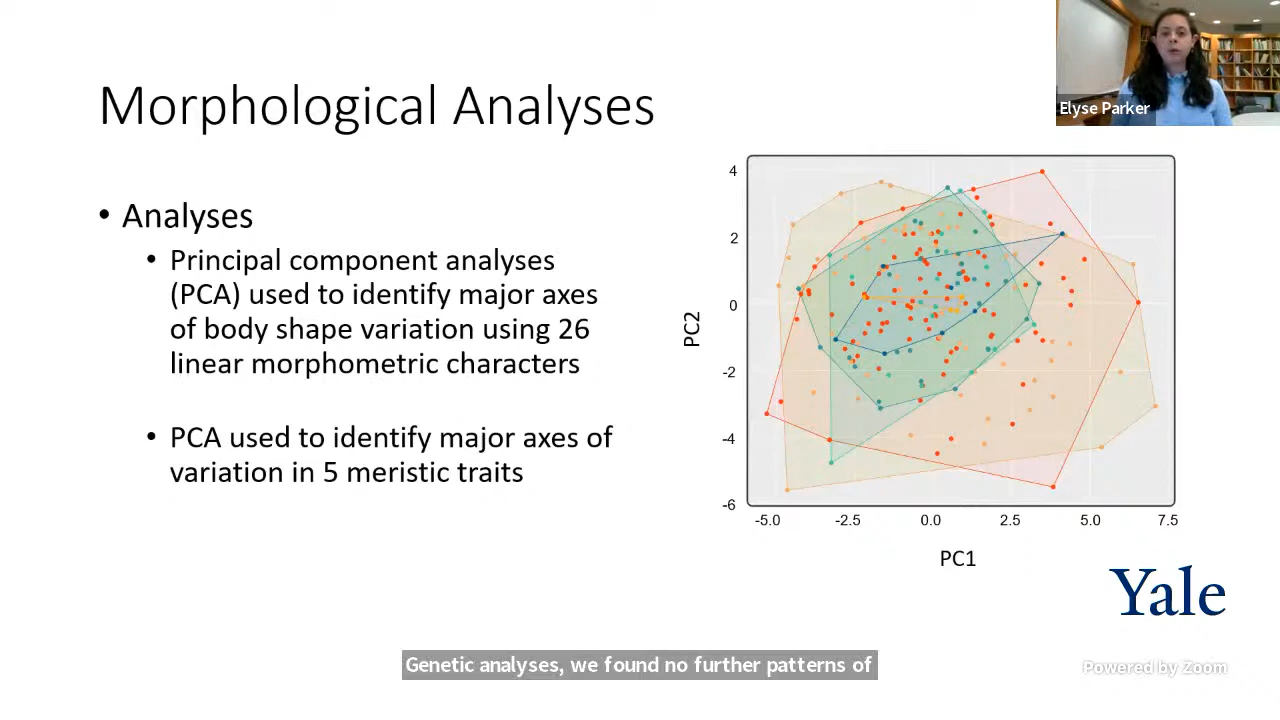 Elyse Parker
Morphological Analyses
• Analyses
• Principal component analyses
(PCA) used to identify major axes
of body shape variation using 26
linear morphometric characters
• PCA used to identify major axes of
variation in 5 meristic traits
4
2
0
-2
-4
-6
PC2
-5.0 -2.5 0.0 2.5 5.0 7.5
PC1
Yale
Genetic analyses, we found no further patterns of
Powered by Zoom